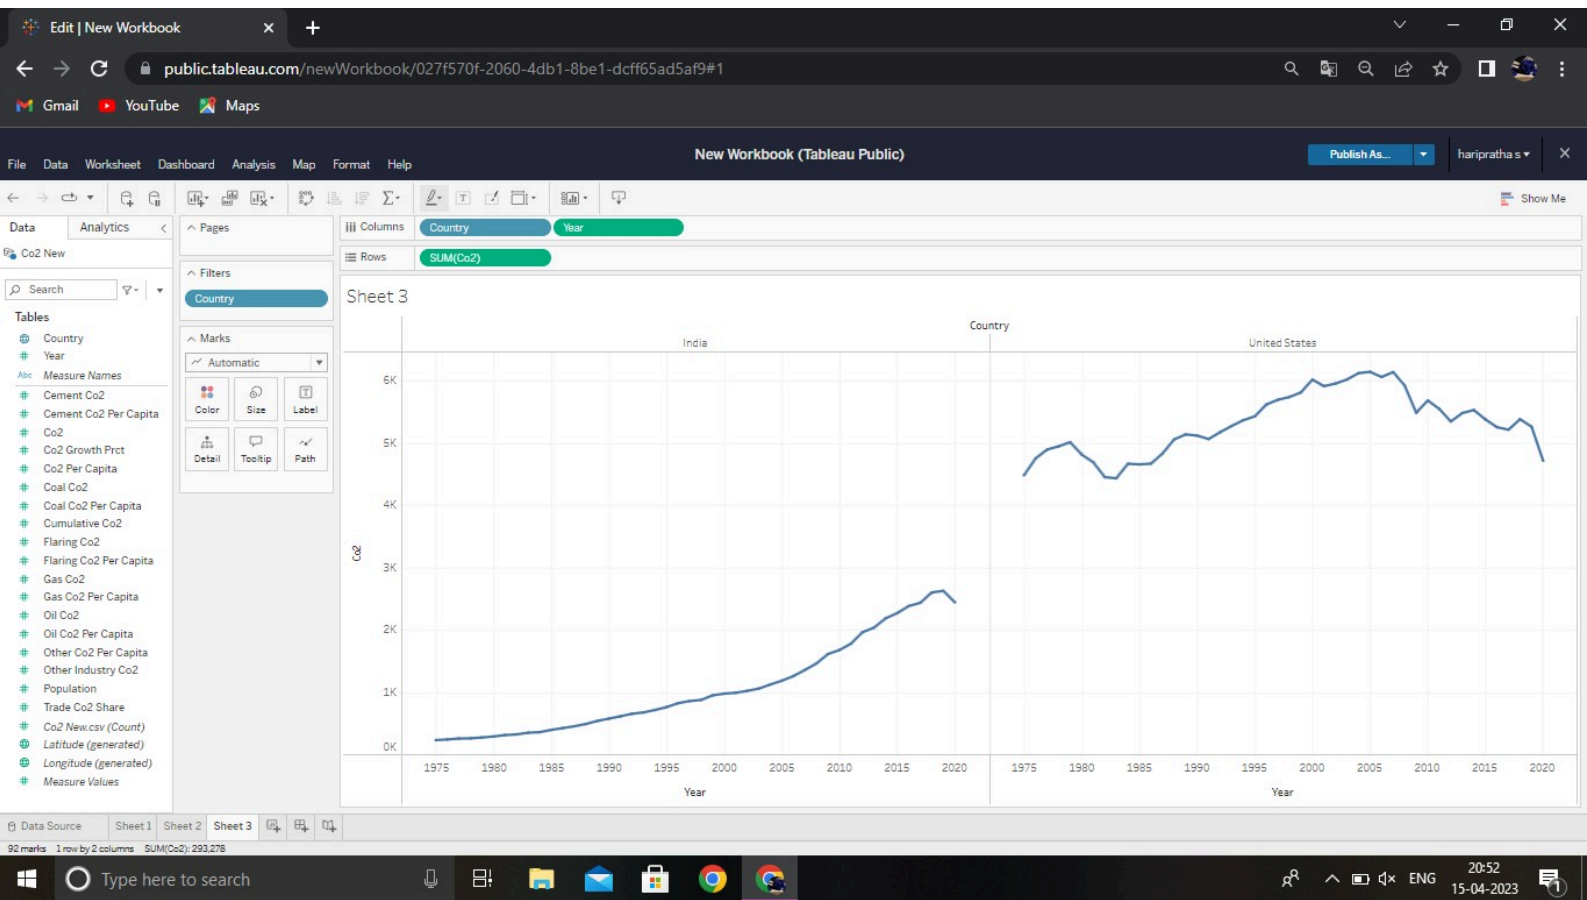 Edit | New Workbook
public.tableau.com/newWorkbook/027f570f-2060-4db1-8be1-dcff65ad5af9#1
Gmail YouTube Maps
New Workbook (Tableau Public)
Publish As... haripratha s
File Data Worksheet Dashboard Analysis Map Format Help
Show Me
Data Analytics
Co2 New
Search
Tables
Country
Year
Abc Measure Names
Cement Co2
Cement Co2 Per Capita
Co2
Co2 Growth Prct
Co2 Per Capita
Coal Co2
Coal Co2 Per Capita
Cumulative Co2
Flaring Co2
Flaring Co2 Per Capita
Gas Co2
Gas Co2 Per Capita
Oil Co2
Oil Co2 Per Capita
Other Co2 Per Capita
Other Industry Co2
Population
Trade Co2 Share
Co2 New.csv (Count)
Latitude (generated)
Longitude (generated)
Measure Values
Pages
Filters
Country
Marks
Automatic
Color Size Label
Detail Tooltip Path
Columns Country Year
Rows SUM(Co2)
Sheet 3
Country
India United States
6K
5K
4K
3K
2K
1K
0K
Co2
1975 1980 1985 1990 1995 2000 2005 2010 2015 2020 1975 1980 1985 1990 1995 2000 2005 2010 2015 2020
Year Year
Data Source Sheet 1 Sheet 2 Sheet 3
92 marks 1 row by 2 columns SUM(Co2): 293,278
Type here to search
ENG
20:52
15-04-2023
1